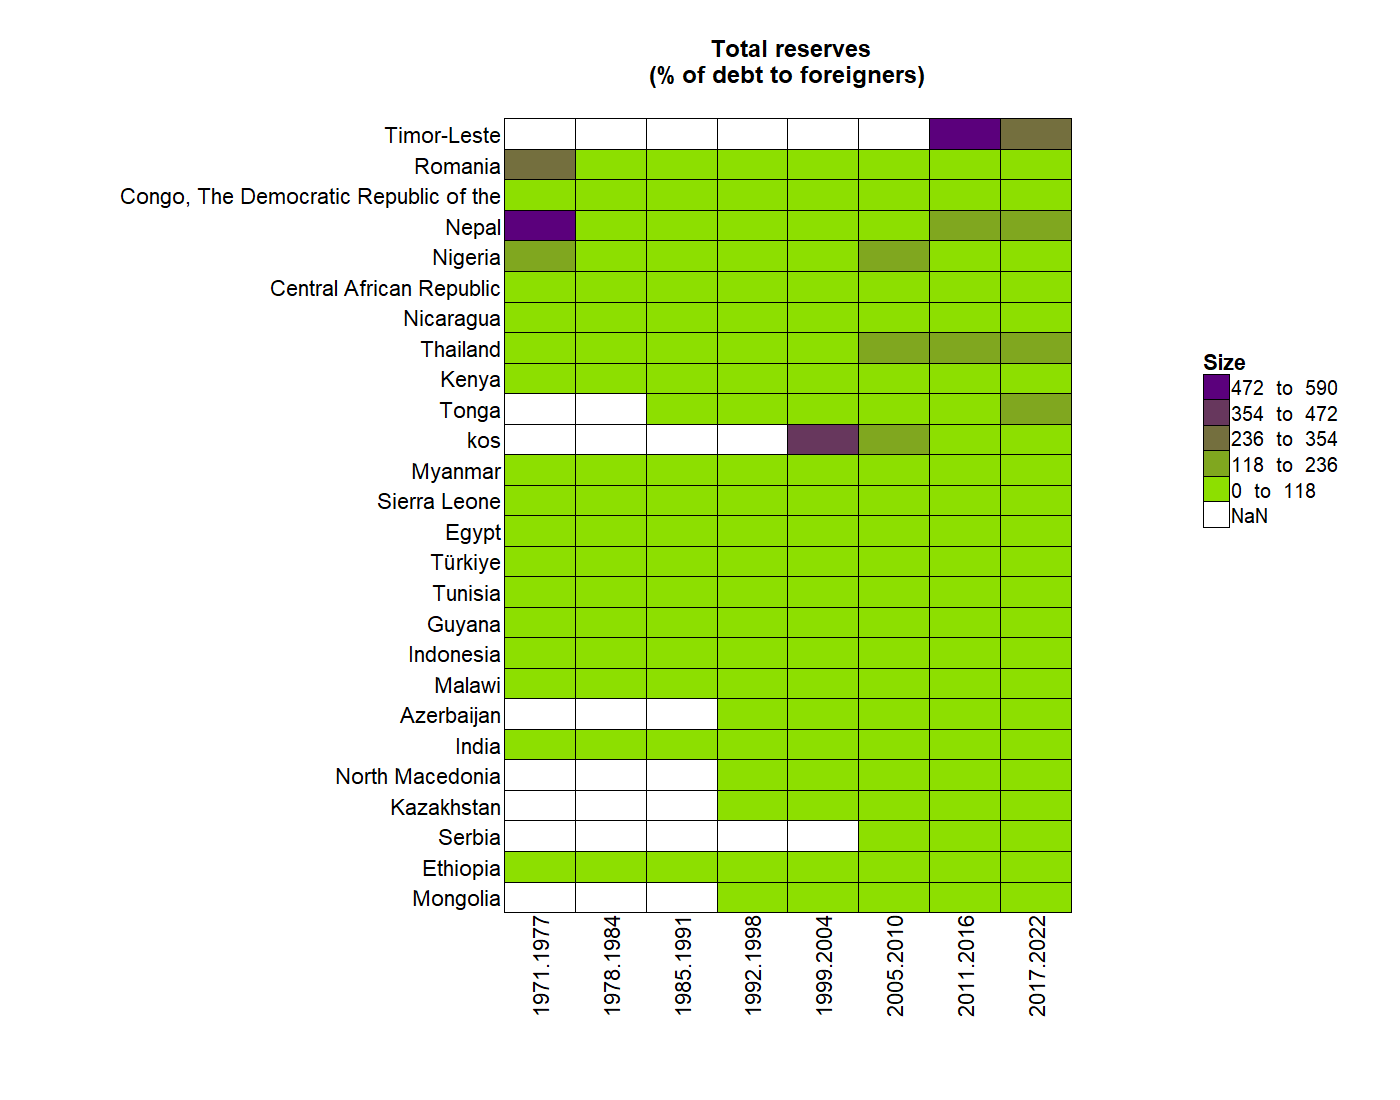 Total reserves
(% of debt to foreigners)
Timor-Leste
Romania
Congo, The Democratic Republic of the
Nepal
Nigeria
Central African Republic
Nicaragua
Thailand
Kenya
Tonga
kos
Myanmar
Sierra Leone
Egypt
Türkiye
Tunisia
Guyana
Indonesia
Malawi
Azerbaijan
India
North Macedonia
Kazakhstan
Serbia
Ethiopia
Mongolia
1971.1977
1978.1984
1985.1991
1992.1998
1999.2004
2005.2010
2011.2016
2017.2022
Size
472 to 590
354 to 472
236 to 354
118 to 236
0 to 118
NaN